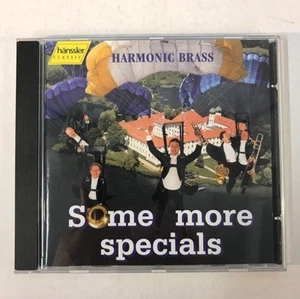 hänssler
CLASSIC
HARMONIC BRASS
Some more
specials